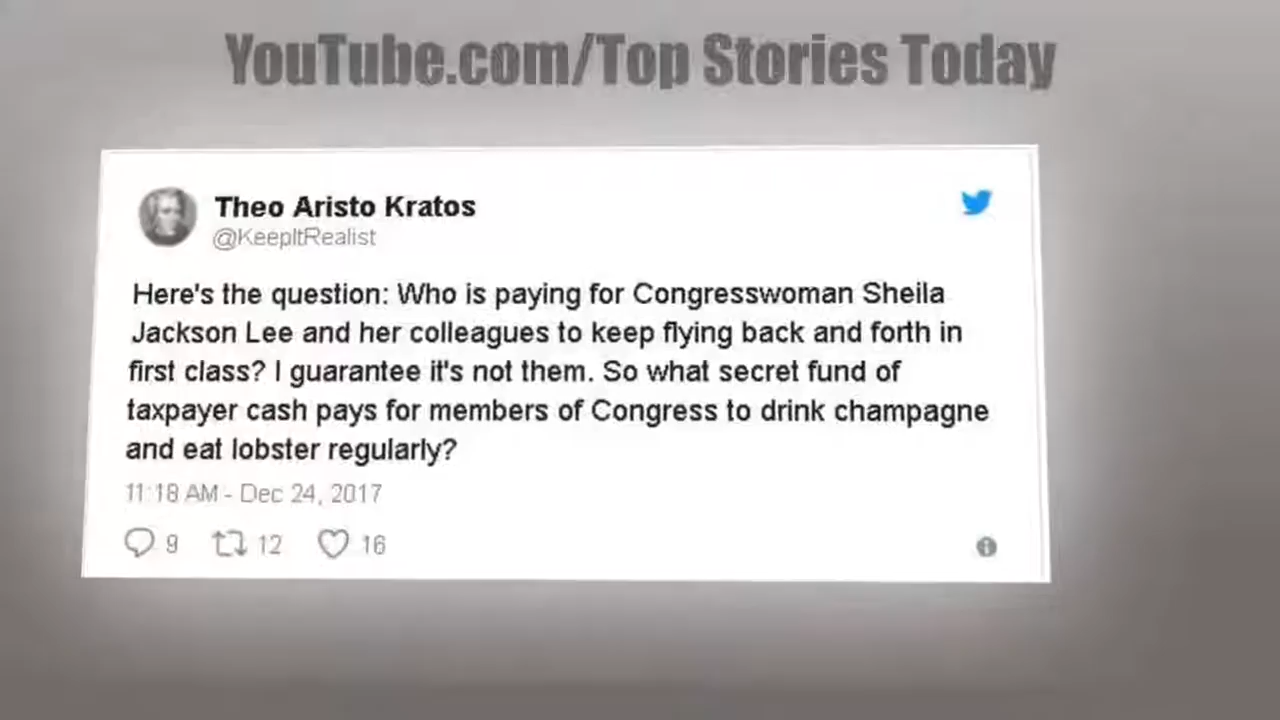 YouTube.com/Top Stories Today
Theo Aristo Kratos
@KeepItRealist
Here's the question: Who is paying for Congresswoman Sheila
Jackson Lee and her colleagues to keep flying back and forth in
first class? I guarantee it's not them. So what secret fund of
taxpayer cash pays for members of Congress to drink champagne
and eat lobster regularly?
11:18 AM - Dec 24, 2017
9 12 16